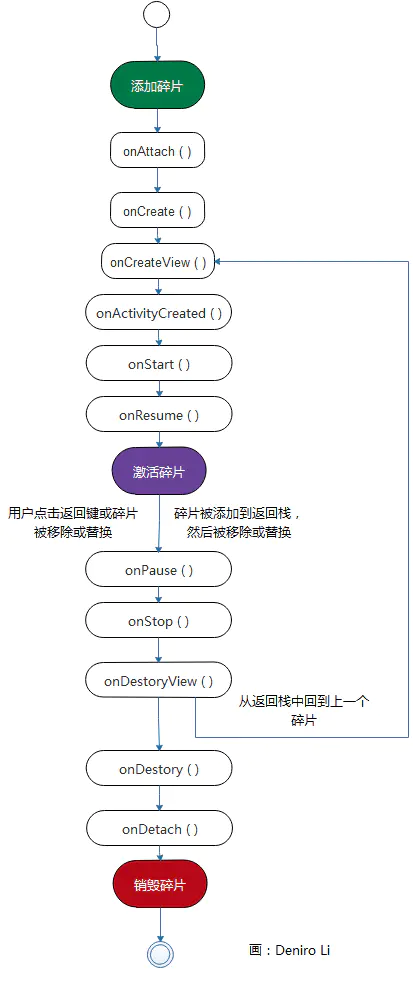 添加碎片
onAttach ( )
onCreate ( )
onCreateView ( )
onActivityCreated ( )
onStart ( )
onResume ( )
激活碎片
用户点击返回键或碎片
被移除或替换
碎片被添加到返回栈，
然后被移除或替换
onPause ( )
onStop ( )
onDestoryView ( )
从返回栈中回到上一个
碎片
onDestory ( )
onDetach ( )
销毁碎片
画：Deniro Li